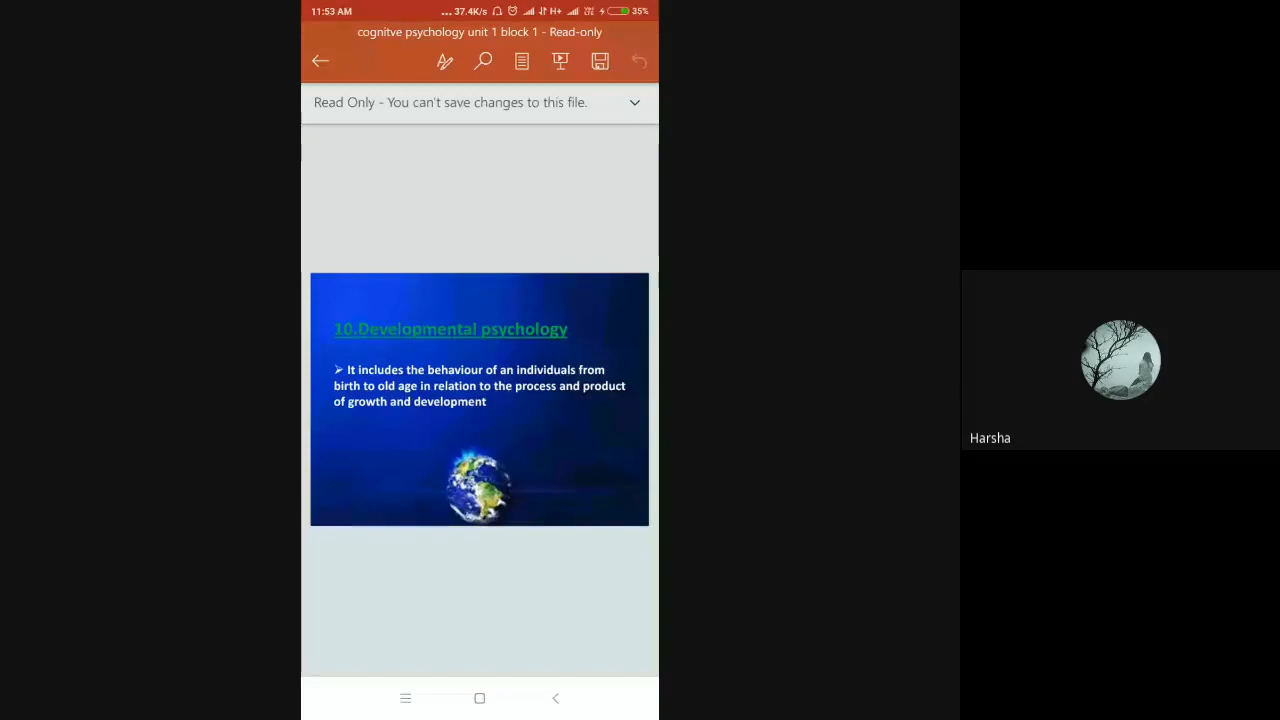 11:53 AM
... 37.4K/s H+ 35%
cognitve psychology unit 1 block 1 - Read-only
Read Only - You can't save changes to this file.
10.Developmental psychology
➢ It includes the behaviour of an individuals from
birth to old age in relation to the process and product
of growth and development
Harsha